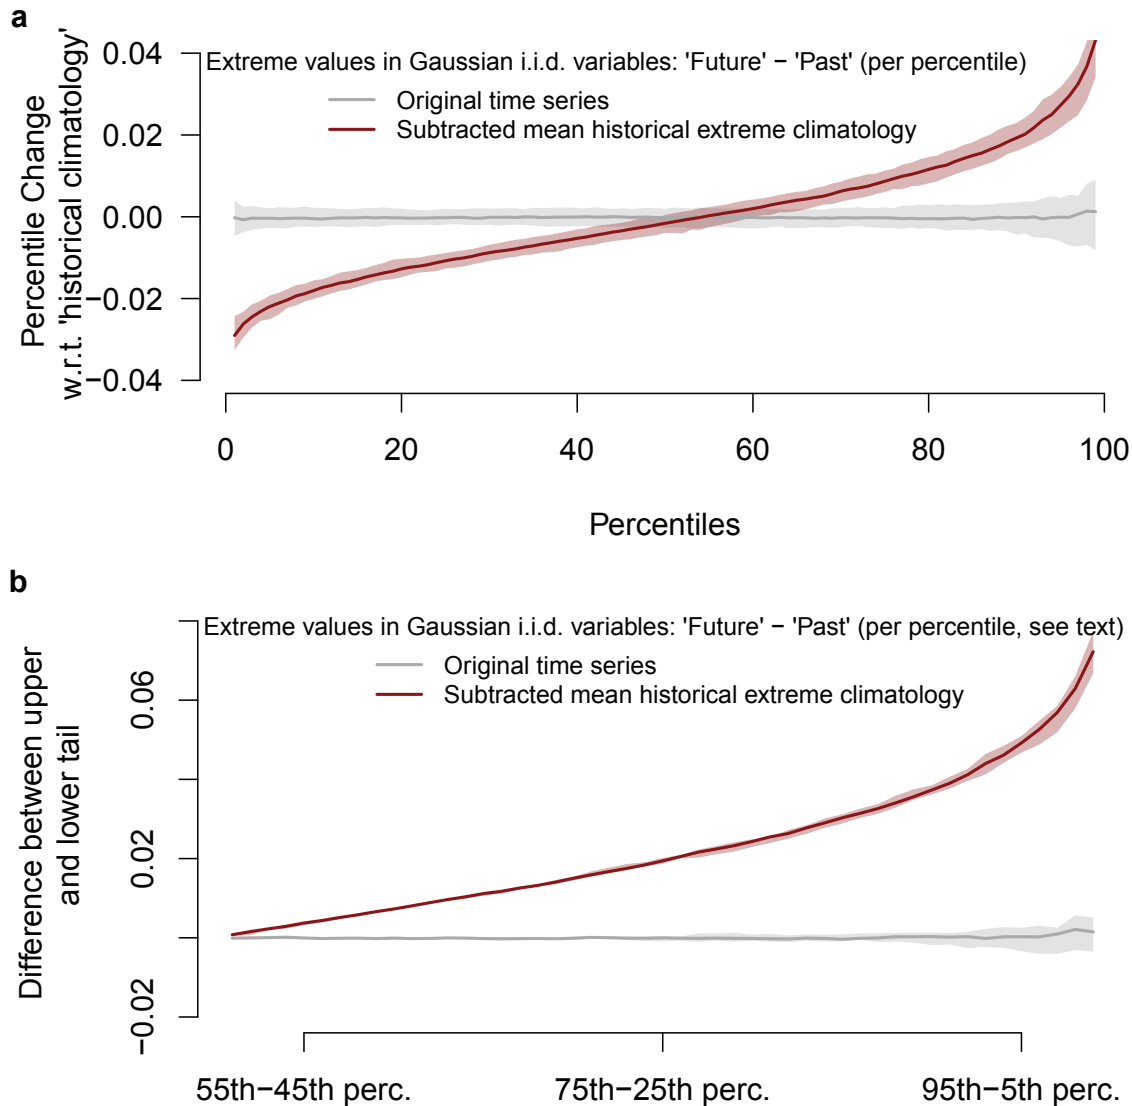 a
Extreme values in Gaussian i.i.d. variables: 'Future' − 'Past' (per percentile)
Original time series
Subtracted mean historical extreme climatology
Percentile Change
w.r.t. 'historical climatology'
0.04
0.02
0.00
−0.02
−0.04
0 20 40 60 80 100
Percentiles
b
Extreme values in Gaussian i.i.d. variables: 'Future' − 'Past' (per percentile, see text)
Original time series
Subtracted mean historical extreme climatology
Difference between upper
and lower tail
0.06
0.02
−0.02
55th−45th perc. 75th−25th perc. 95th−5th perc.